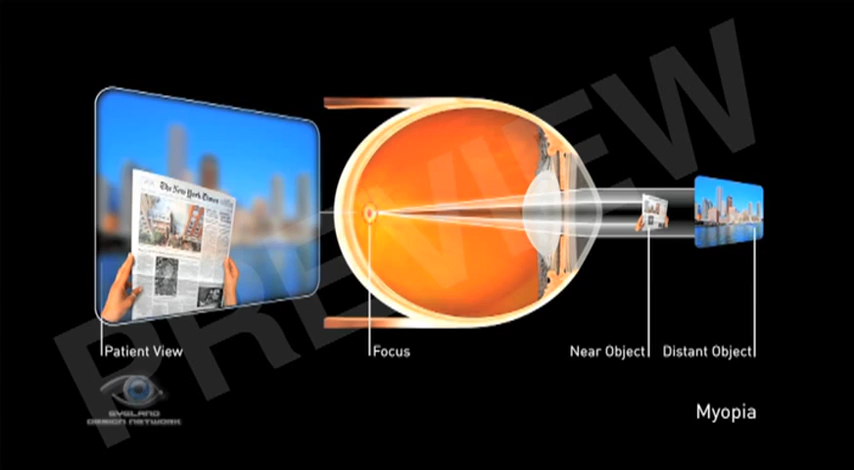 The New York Times
Patient View
Focus
Near Object
Distant Object
EYELAND
DESIGN NETWORK
Myopia
PREVIEW